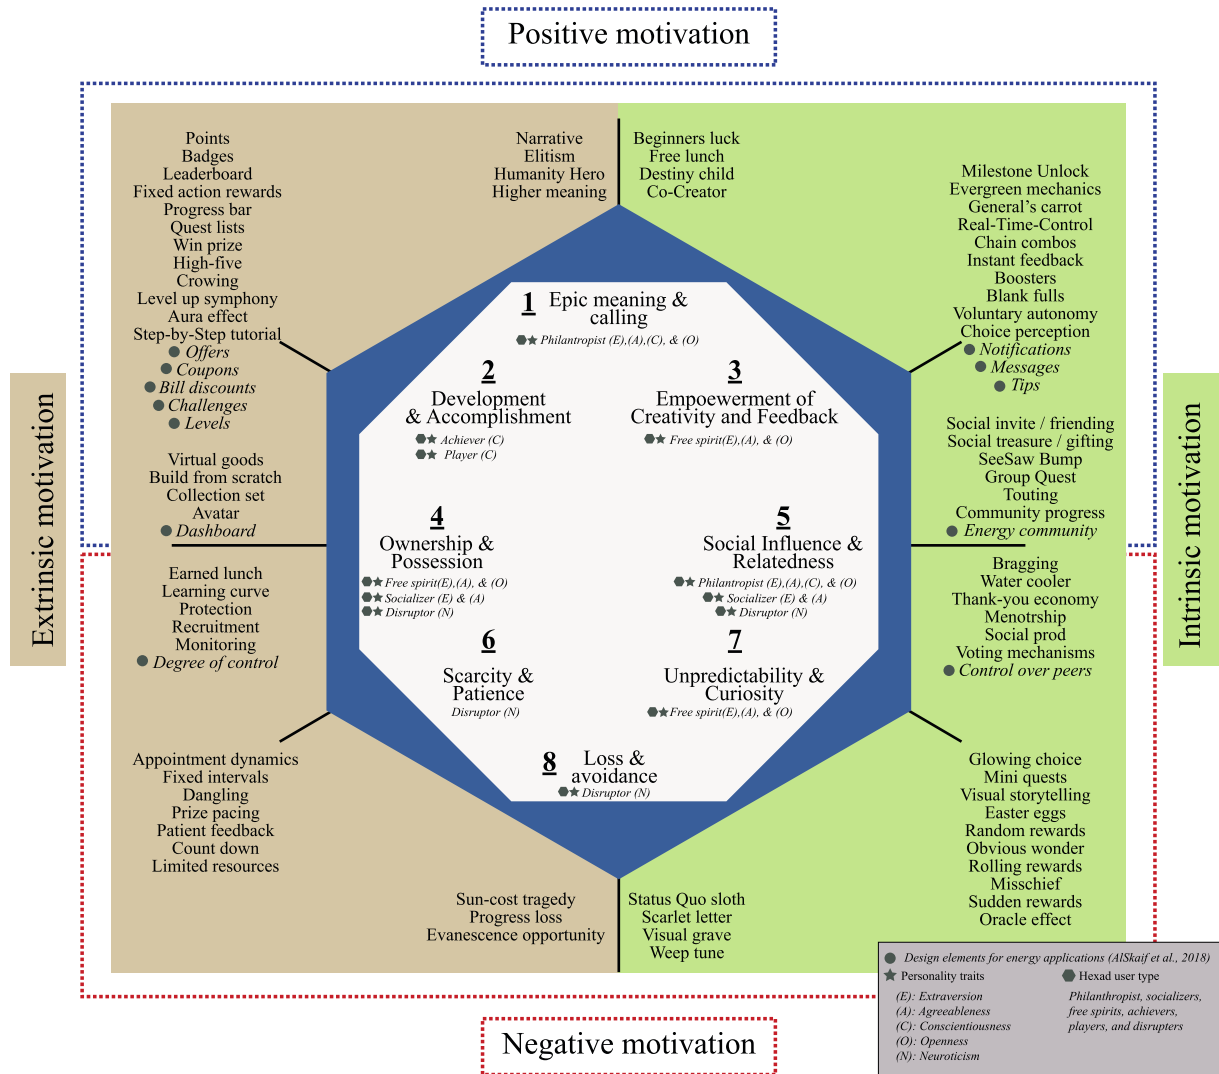 Positive motivation
Extrinsic motivation
Points
Badges
Leaderboard
Fixed action rewards
Progress bar
Quest lists
Win prize
High-five
Crowing
Level up symphony
Aura effect
Step-by-Step tutorial
Offers
Coupons
Bill discounts
Challenges
Levels
Virtual goods
Build from scratch
Collection set
Avatar
Dashboard
Earned lunch
Learning curve
Protection
Recruitment
Monitoring
Degree of control
Appointment dynamics
Fixed intervals
Dangling
Prize pacing
Patient feedback
Count down
Limited resources
Narrative
Elitism
Humanity Hero
Higher meaning
Beginners luck
Free lunch
Destiny child
Co-Creator
1 Epic meaning &
calling
Philantropist (E),(A),(C), & (O)
2
Development
& Accomplishment
Achiever (C)
Player (C)
3
Empoewerment of
Creativity and Feedback
Free spirit(E),(A), & (O)
4
Ownership &
Possession
Free spirit(E),(A), & (O)
Socializer (E) & (A)
Disruptor (N)
5
Social Influence &
Relatedness
Philantropist (E),(A),(C), & (O)
Socializer (E) & (A)
Disruptor (N)
6
Scarcity &
Patience
Disruptor (N)
7
Unpredictability &
Curiosity
Free spirit(E),(A), & (O)
8 Loss &
avoidance
Disruptor (N)
Sun-cost tragedy
Progress loss
Evanescence opportunity
Status Quo sloth
Scarlet letter
Visual grave
Weep tune
Milestone Unlock
Evergreen mechanics
General’s carrot
Real-Time-Control
Chain combos
Instant feedback
Boosters
Blank fulls
Voluntary autonomy
Choice perception
Notifications
Messages
Tips
Social invite / friending
Social treasure / gifting
SeeSaw Bump
Group Quest
Touting
Community progress
Energy community
Bragging
Water cooler
Thank-you economy
Menotrship
Social prod
Voting mechanisms
Control over peers
Glowing choice
Mini quests
Visual storytelling
Easter eggs
Random rewards
Obvious wonder
Rolling rewards
Misschief
Sudden rewards
Oracle effect
Intrinsic motivation
Negative motivation
Design elements for energy applications (AlSkaif et al., 2018)
Personality traits
(E): Extraversion
(A): Agreeableness
(C): Conscientiousness
(O): Openness
(N): Neuroticism
Hexad user type
Philanthropist, socializers,
free spirits, achievers,
players, and disrupters